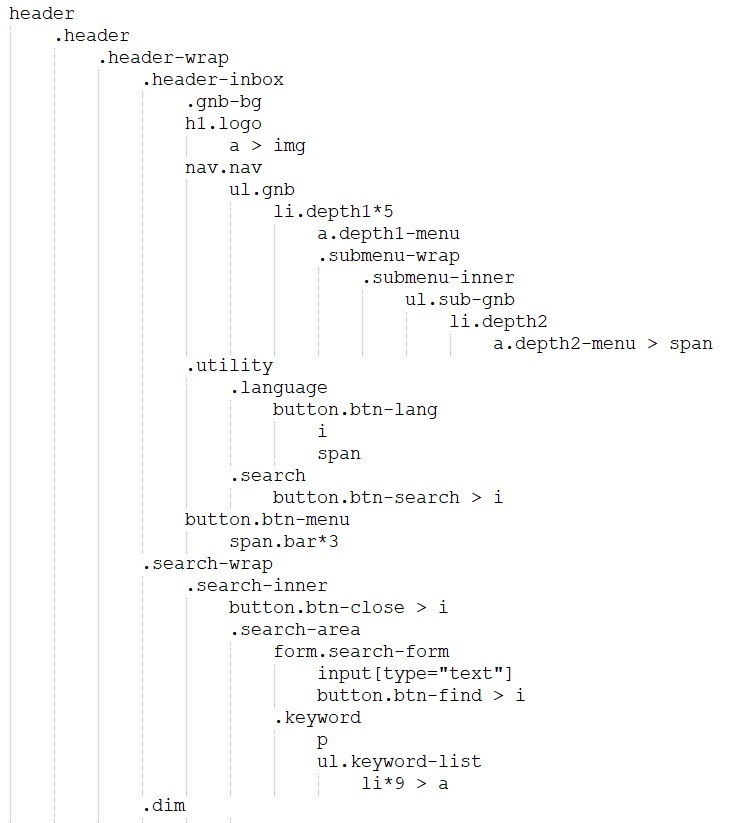 header
.header
.header-wrap
.header-inbox
.gnb-bg
h1.logo
a > img
nav.nav
ul.gnb
li.depth1*5
a.depth1-menu
.submenu-wrap
.submenu-inner
ul.sub-gnb
li.depth2
a.depth2-menu > span
.utility
.language
button.btn-lang
i
span
.search
button.btn-search > i
button.btn-menu
span.bar*3
.search-wrap
.search-inner
button.btn-close > i
.search-area
form.search-form
input[type="text"]
button.btn-find > i
.keyword
p
ul.keyword-list
li*9 > a
.dim